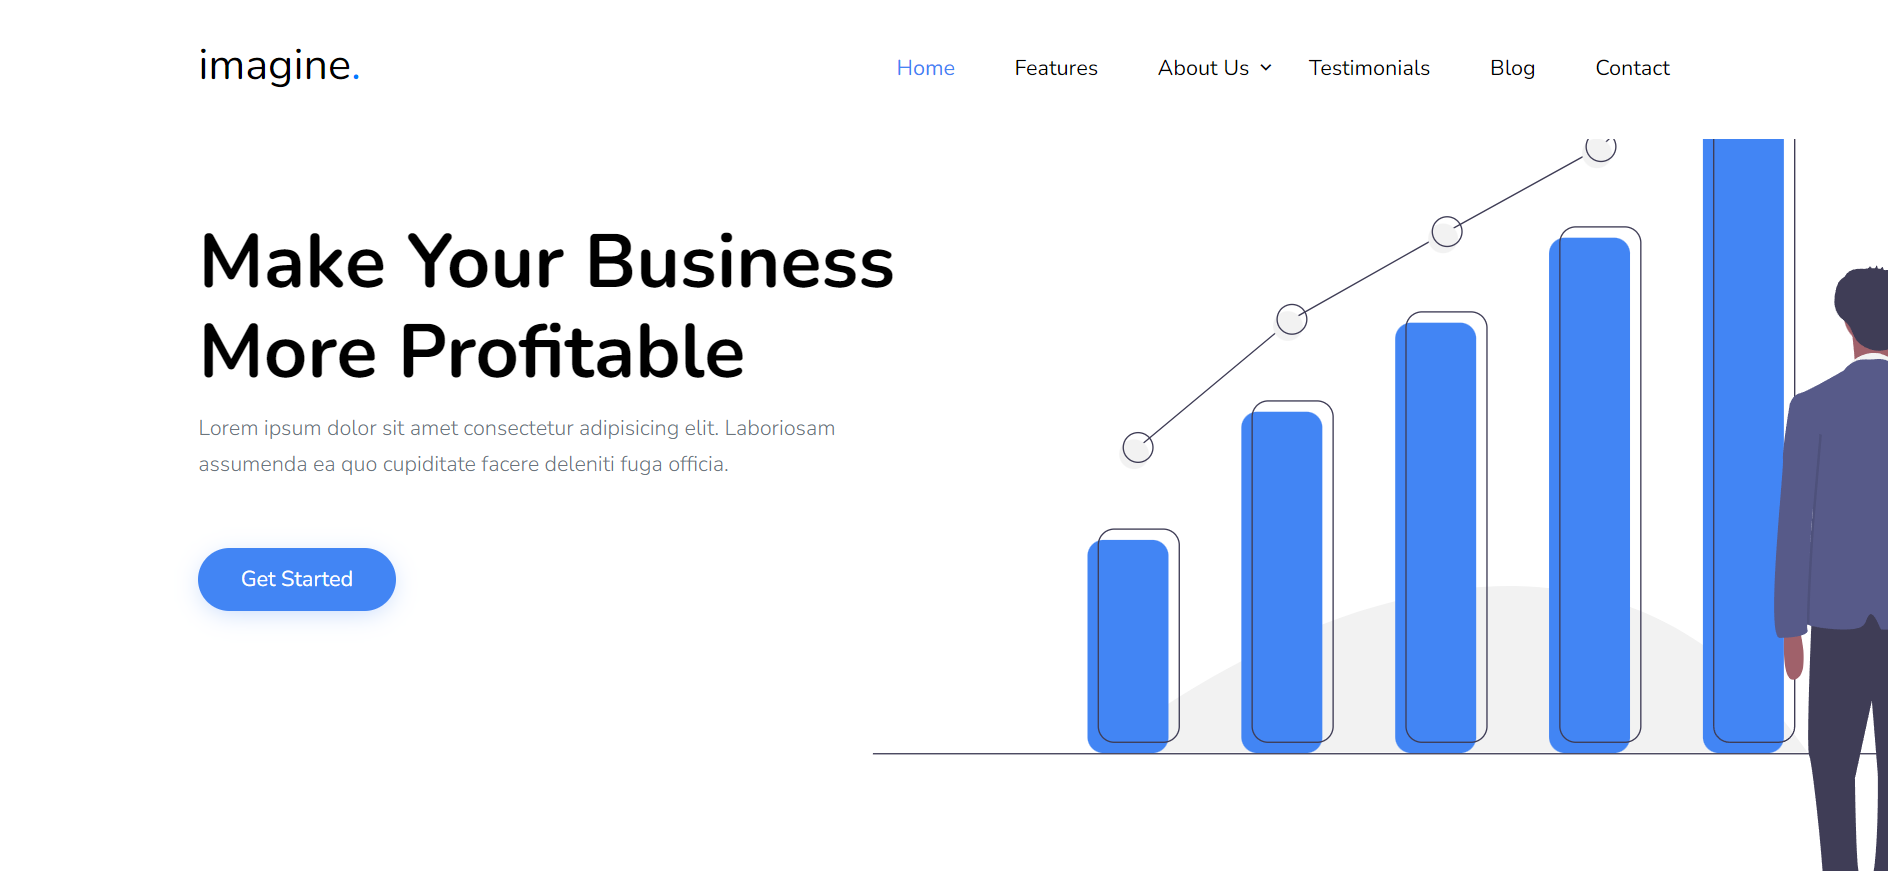 imagine.
Home Features About Us Testimonials Blog Contact
Make Your Business
More Profitable
Lorem ipsum dolor sit amet consectetur adipisicing elit. Laboriosam
assumenda ea quo cupiditate facere deleniti fuga officia.
Get Started